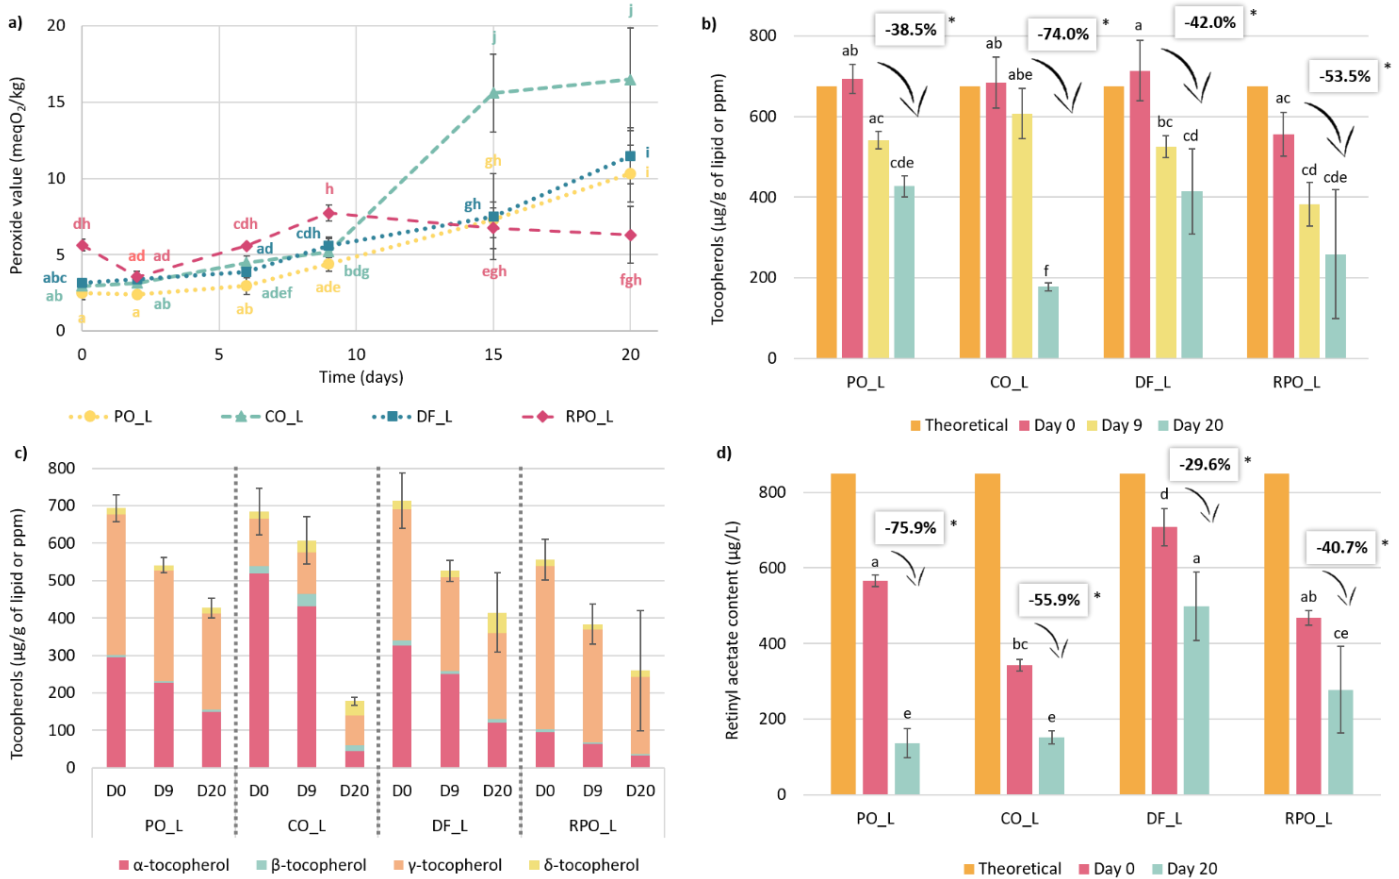 a)
Peroxide value (meqO₂/kg)
20
15
10
5
0
0 5 10 15 20
Time (days)
cdh
abc
ab
a
ad ad
ab
a
cdh
ad
adef
ab
h
cdh
bdg
ade
j
gh
gh
egh
j
i
i
fgh
PO_L CO_L DF_L RPO_L
b)
Tocopherols (µg/g of lipid or ppm)
800
600
400
200
0
-38.5% *
-74.0% *
-42.0% *
-53.5% *
ab
ac
cde
ab
abe
f
a
bc
cd
ac
cd
cde
PO_L CO_L DF_L RPO_L
Theoretical Day 0 Day 9 Day 20
c)
Tocopherols (µg/g of lipid or ppm)
800
700
600
500
400
300
200
100
0
D0 D9 D20 D0 D9 D20 D0 D9 D20 D0 D9 D20
PO_L CO_L DF_L RPO_L
α-tocopherol β-tocopherol γ-tocopherol δ-tocopherol
d)
Retinyl acetate content (µg/L)
800
600
400
200
0
-75.9% *
-55.9% *
-29.6% *
-40.7% *
a
e
bc
e
d
a
ab
ce
PO_L CO_L DF_L RPO_L
Theoretical Day 0 Day 20